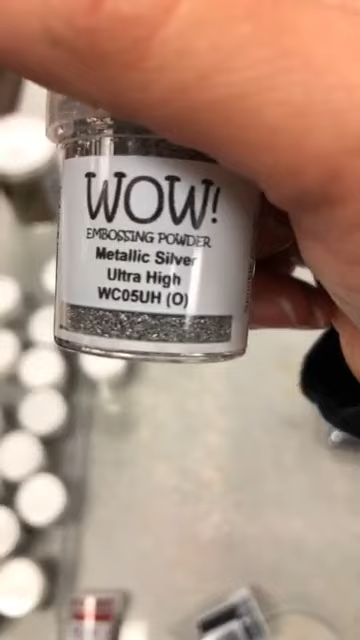 WOW!
EMBOSSING POWDER
Metallic Silver
Ultra High
WC05UH (O)